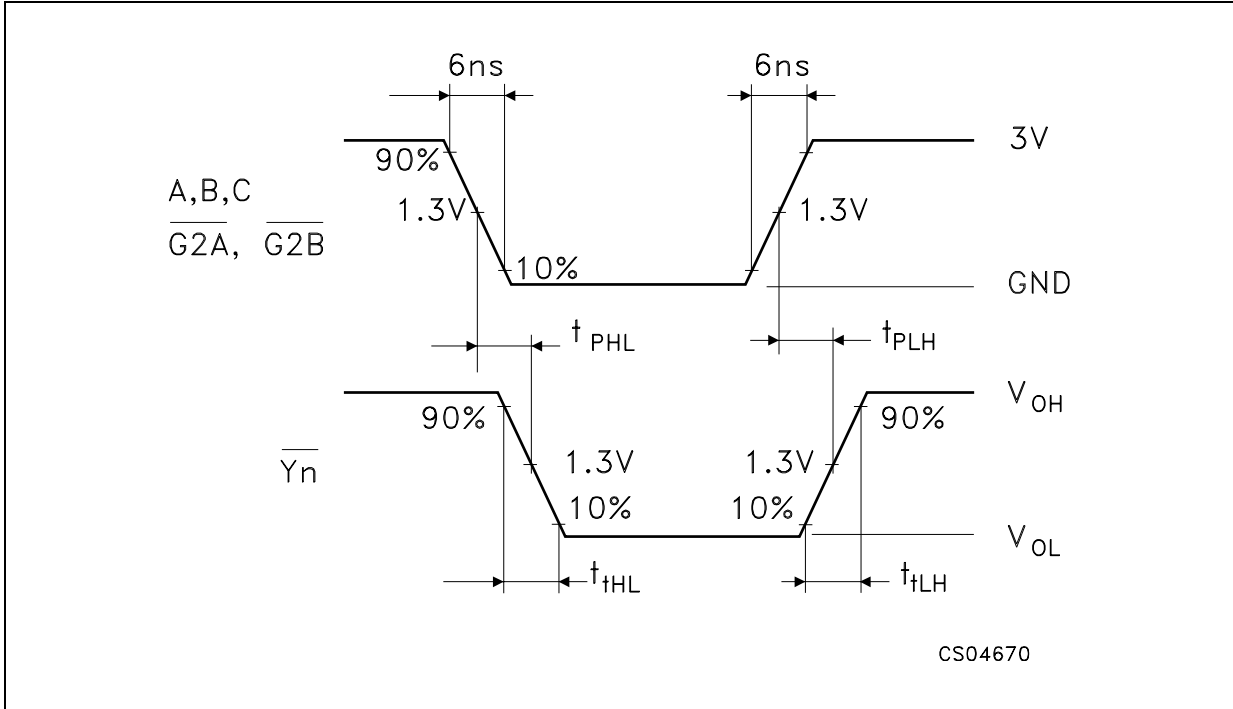 6ns 6ns
3V
90%
A,B,C
1.3V 1.3V
G2A, G2B
10%
GND
t PHL tPLH
VOH
90% 90%
Yn
1.3V 1.3V
10% 10%
VOL
ttHL ttLH
CS04670